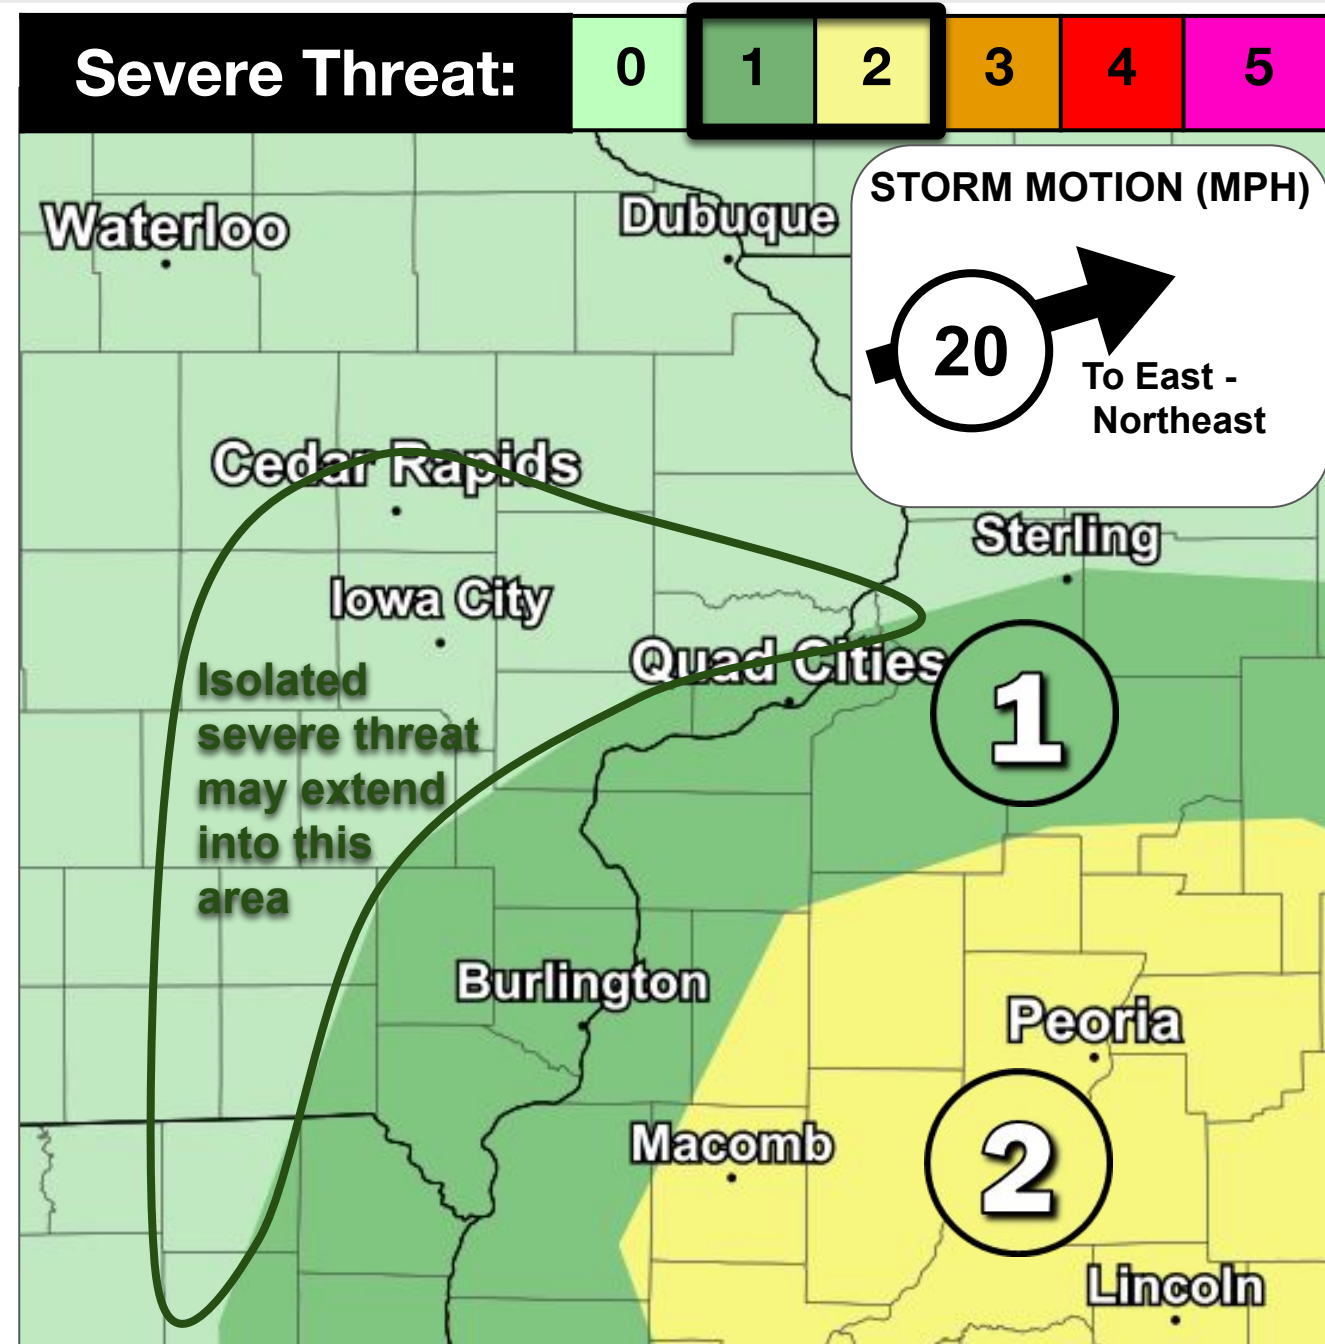 Severe Threat: 0 1 2 3 4 5
STORM MOTION (MPH)
20
To East -
Northeast
Waterloo
Dubuque
Cedar Rapids
Sterling
Iowa City
Quad Cities
1
Isolated
severe threat
may extend
into this
area
Burlington
Peoria
Macomb
2
Lincoln